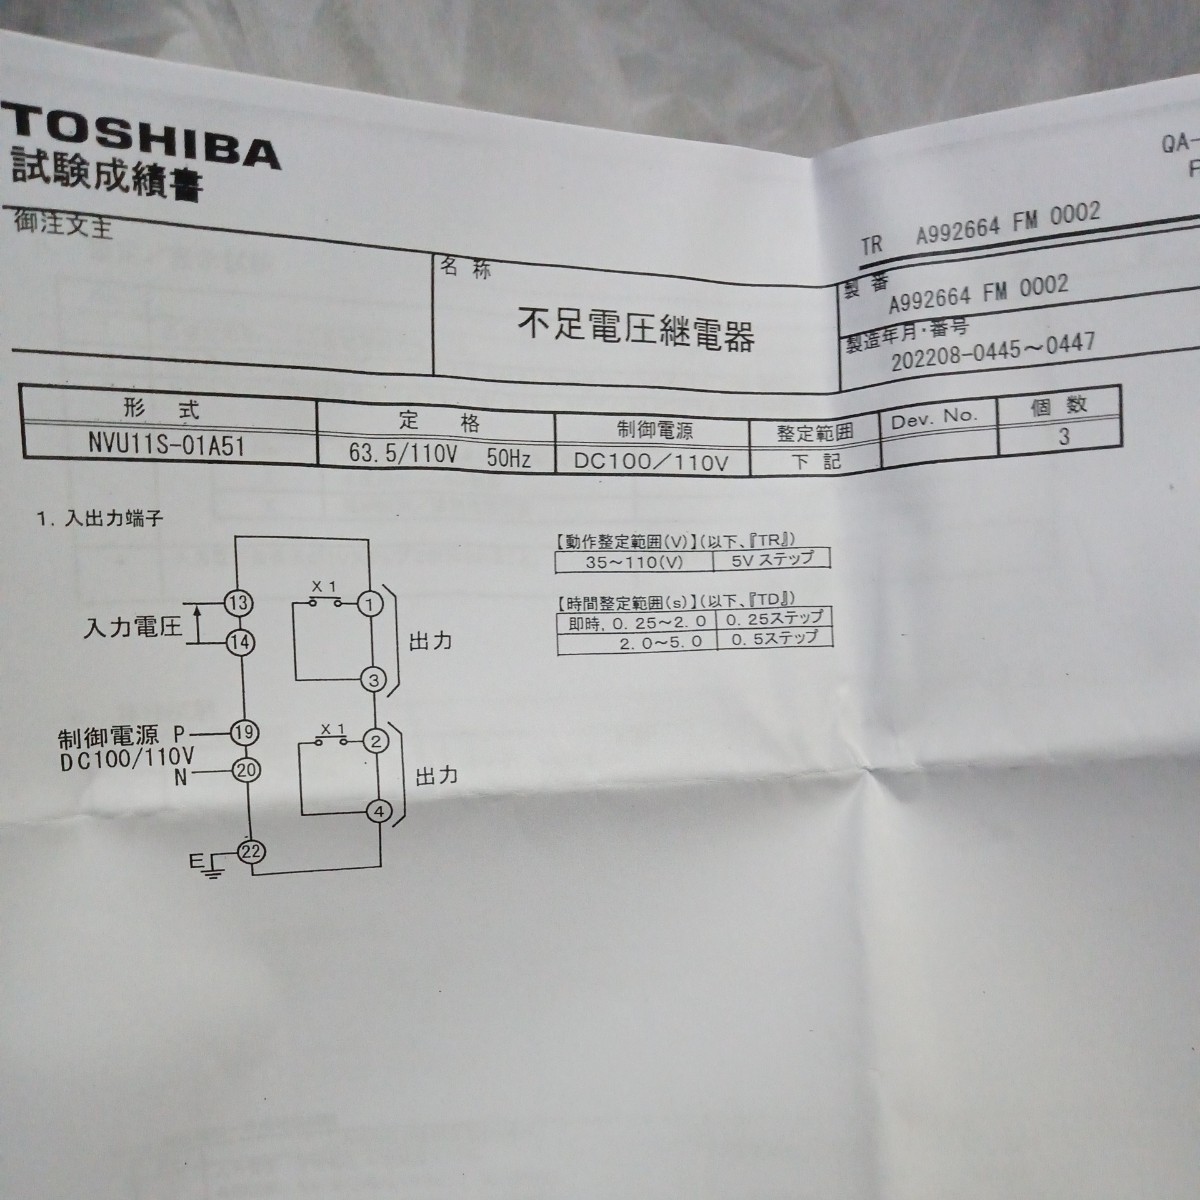 TOSHIBA
試験成績書
QA-
TR A992664 FM 0002
御注文主
名 称
不足電圧継電器
製 番
A992664 FM 0002
製造年月・番号
202208-0445～0447
形 式 定 格 制御電源 整定範囲 Dev. No. 個 数
NVU11S-01A51 63.5/110V 50Hz DC100／110V 下 記 3
1. 入出力端子
【動作整定範囲(V)】(以下、『TR』)
35～110(V) 5V ステップ
【時間整定範囲(s)】(以下、『TD』)
即時, 0. 25～2. 0 0. 25ステップ
2. 0～5. 0 0. 5ステップ
X 1
13 1
入力電圧 出力
14
3
X 1
制御電源 P 19 2
DC100/110V
N 20 出力
4
E 22